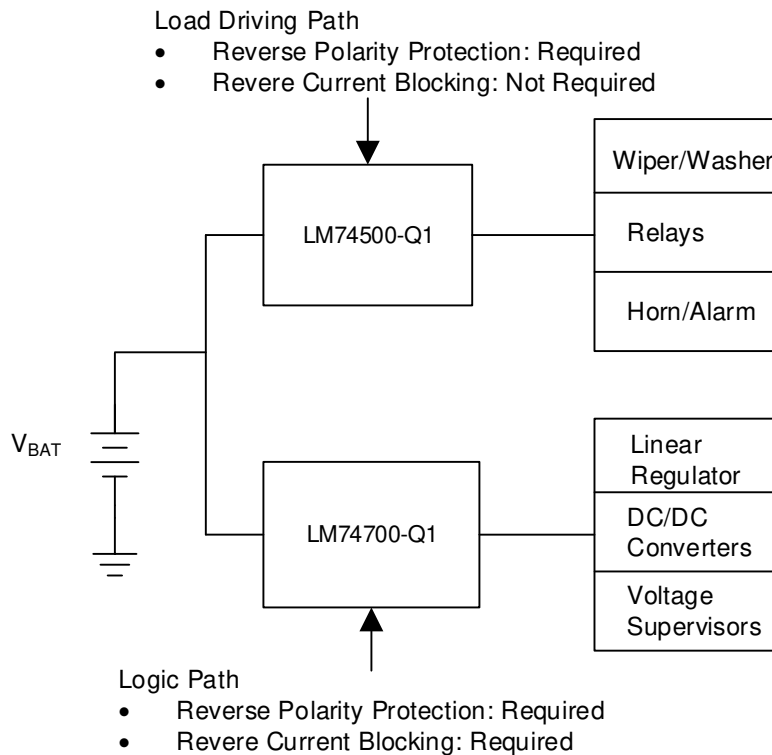 Load Driving Path
• Reverse Polarity Protection: Required
• Revere Current Blocking: Not Required
LM74500-Q1
Wiper/Washer
Relays
Horn/Alarm
VBAT
LM74700-Q1
Linear
Regulator
DC/DC
Converters
Voltage
Supervisors
Logic Path
• Reverse Polarity Protection: Required
• Revere Current Blocking: Required